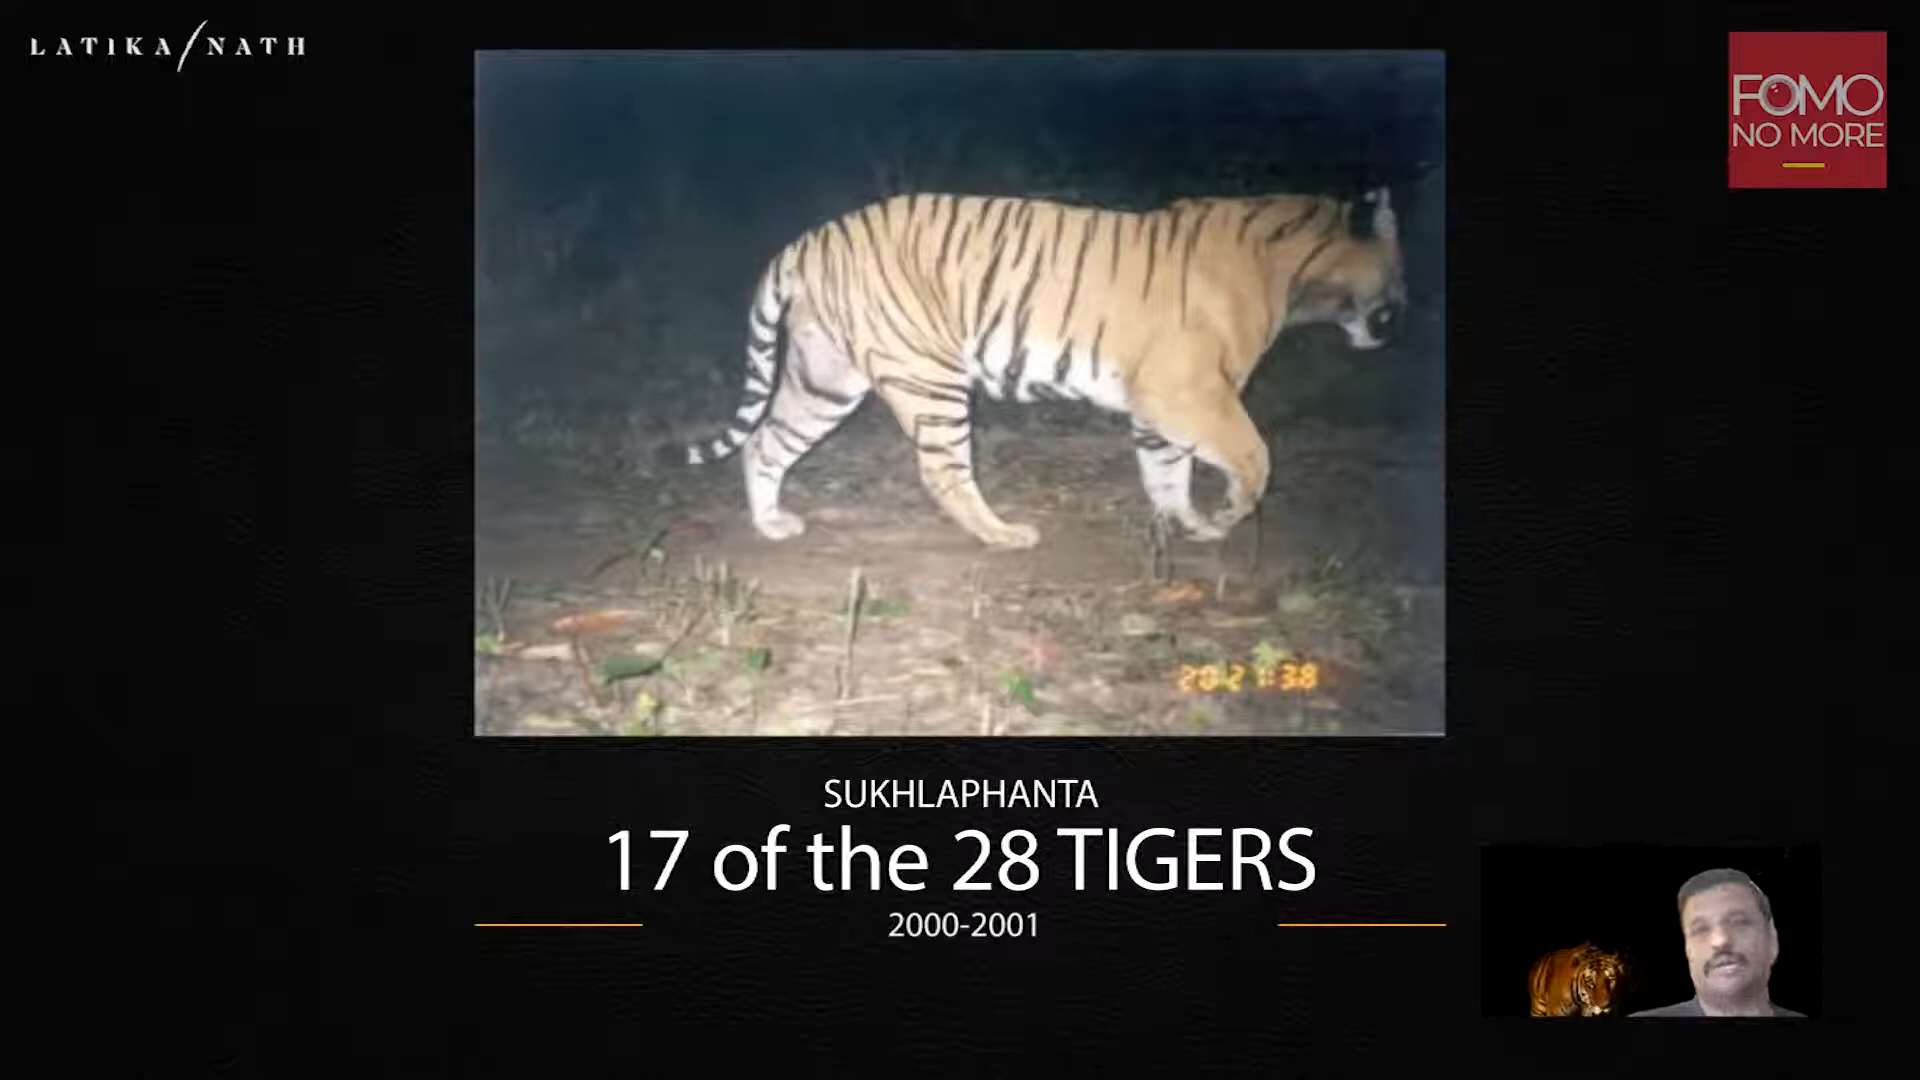 LATIKA/NATH
FOMO
NO MORE
SUKHLAPHANTA
17 of the 28 TIGERS
2000-2001